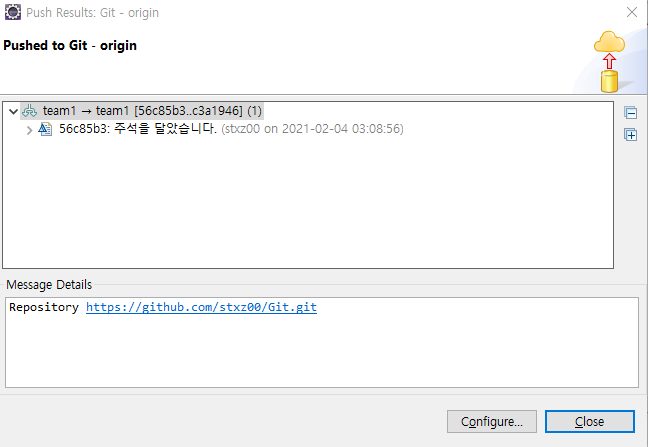 Push Results: Git - origin
Pushed to Git - origin
team1 → team1 [56c85b3..c3a1946] (1)
56c85b3: 주석을 달았습니다. (stxz00 on 2021-02-04 03:08:56)
Message Details
Repository https://github.com/stxz00/Git.git
Configure... Close